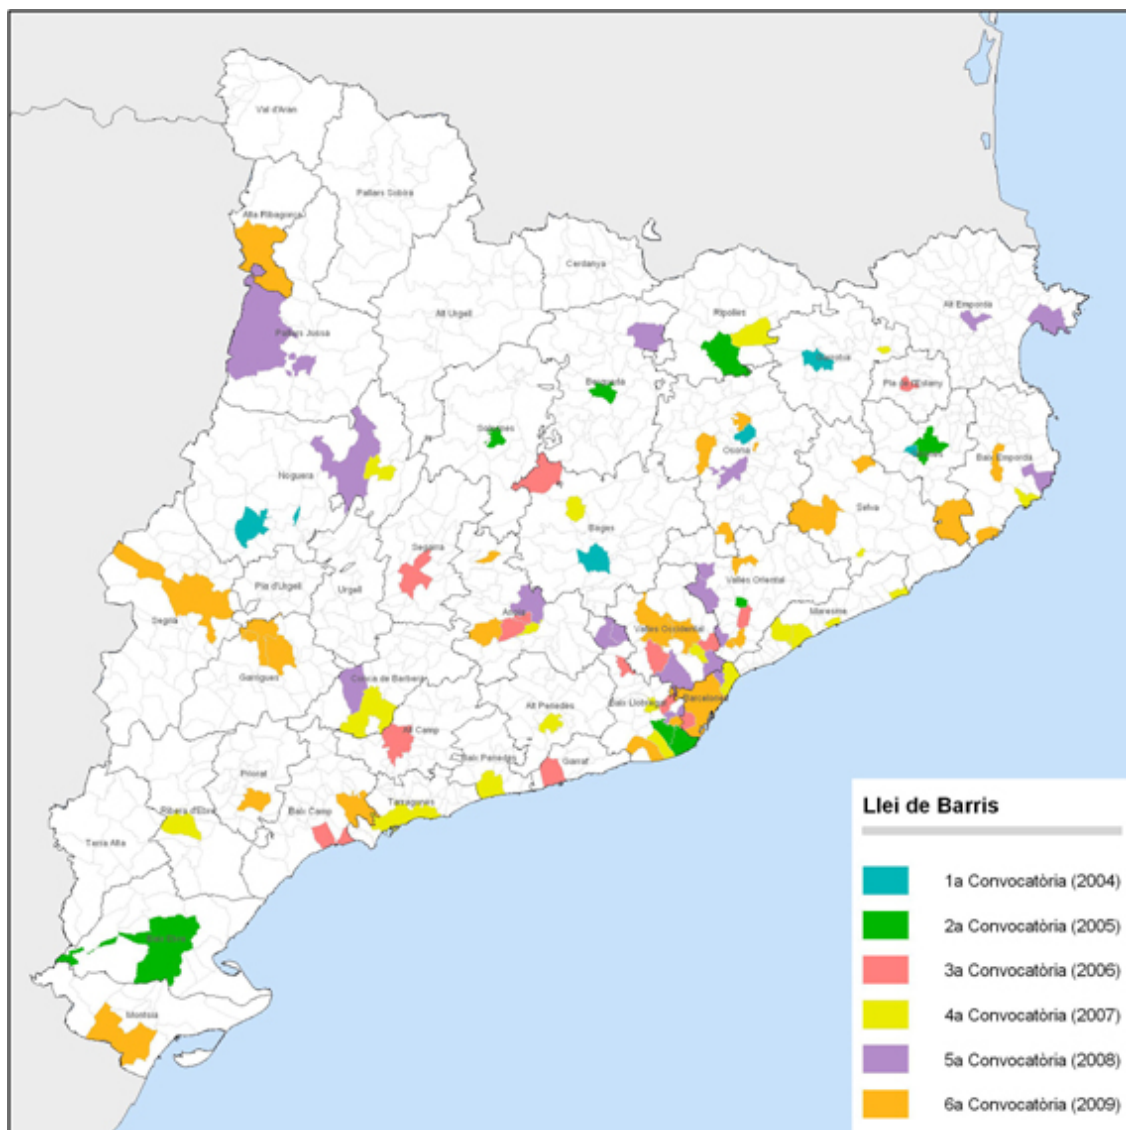 Val d'Aran
Pallars Sobirà
Alta Ribagorça
Cerdanya
Alt Urgell
Ripollès
Alt Empordà
Pallars Jussà
Garrotxa
Pla de l'Estany
Berguedà
Solsonès
Osona
Baix Empordà
Noguera
Selva
Bages
Segarra
Pla d'Urgell
Urgell
Vallès Oriental
Segrià
Anoia
Maresme
Vallès Occidental
Garrigues
Conca de Barberà
Alt Penedès
Baix Llobregat
Barcelonès
Alt Camp
Baix Penedès
Garraf
Priorat
Ribera d'Ebre
Baix Camp
Tarragonès
Terra Alta
Montsià
Llei de Barris
1a Convocatòria (2004)
2a Convocatòria (2005)
3a Convocatòria (2006)
4a Convocatòria (2007)
5a Convocatòria (2008)
6a Convocatòria (2009)